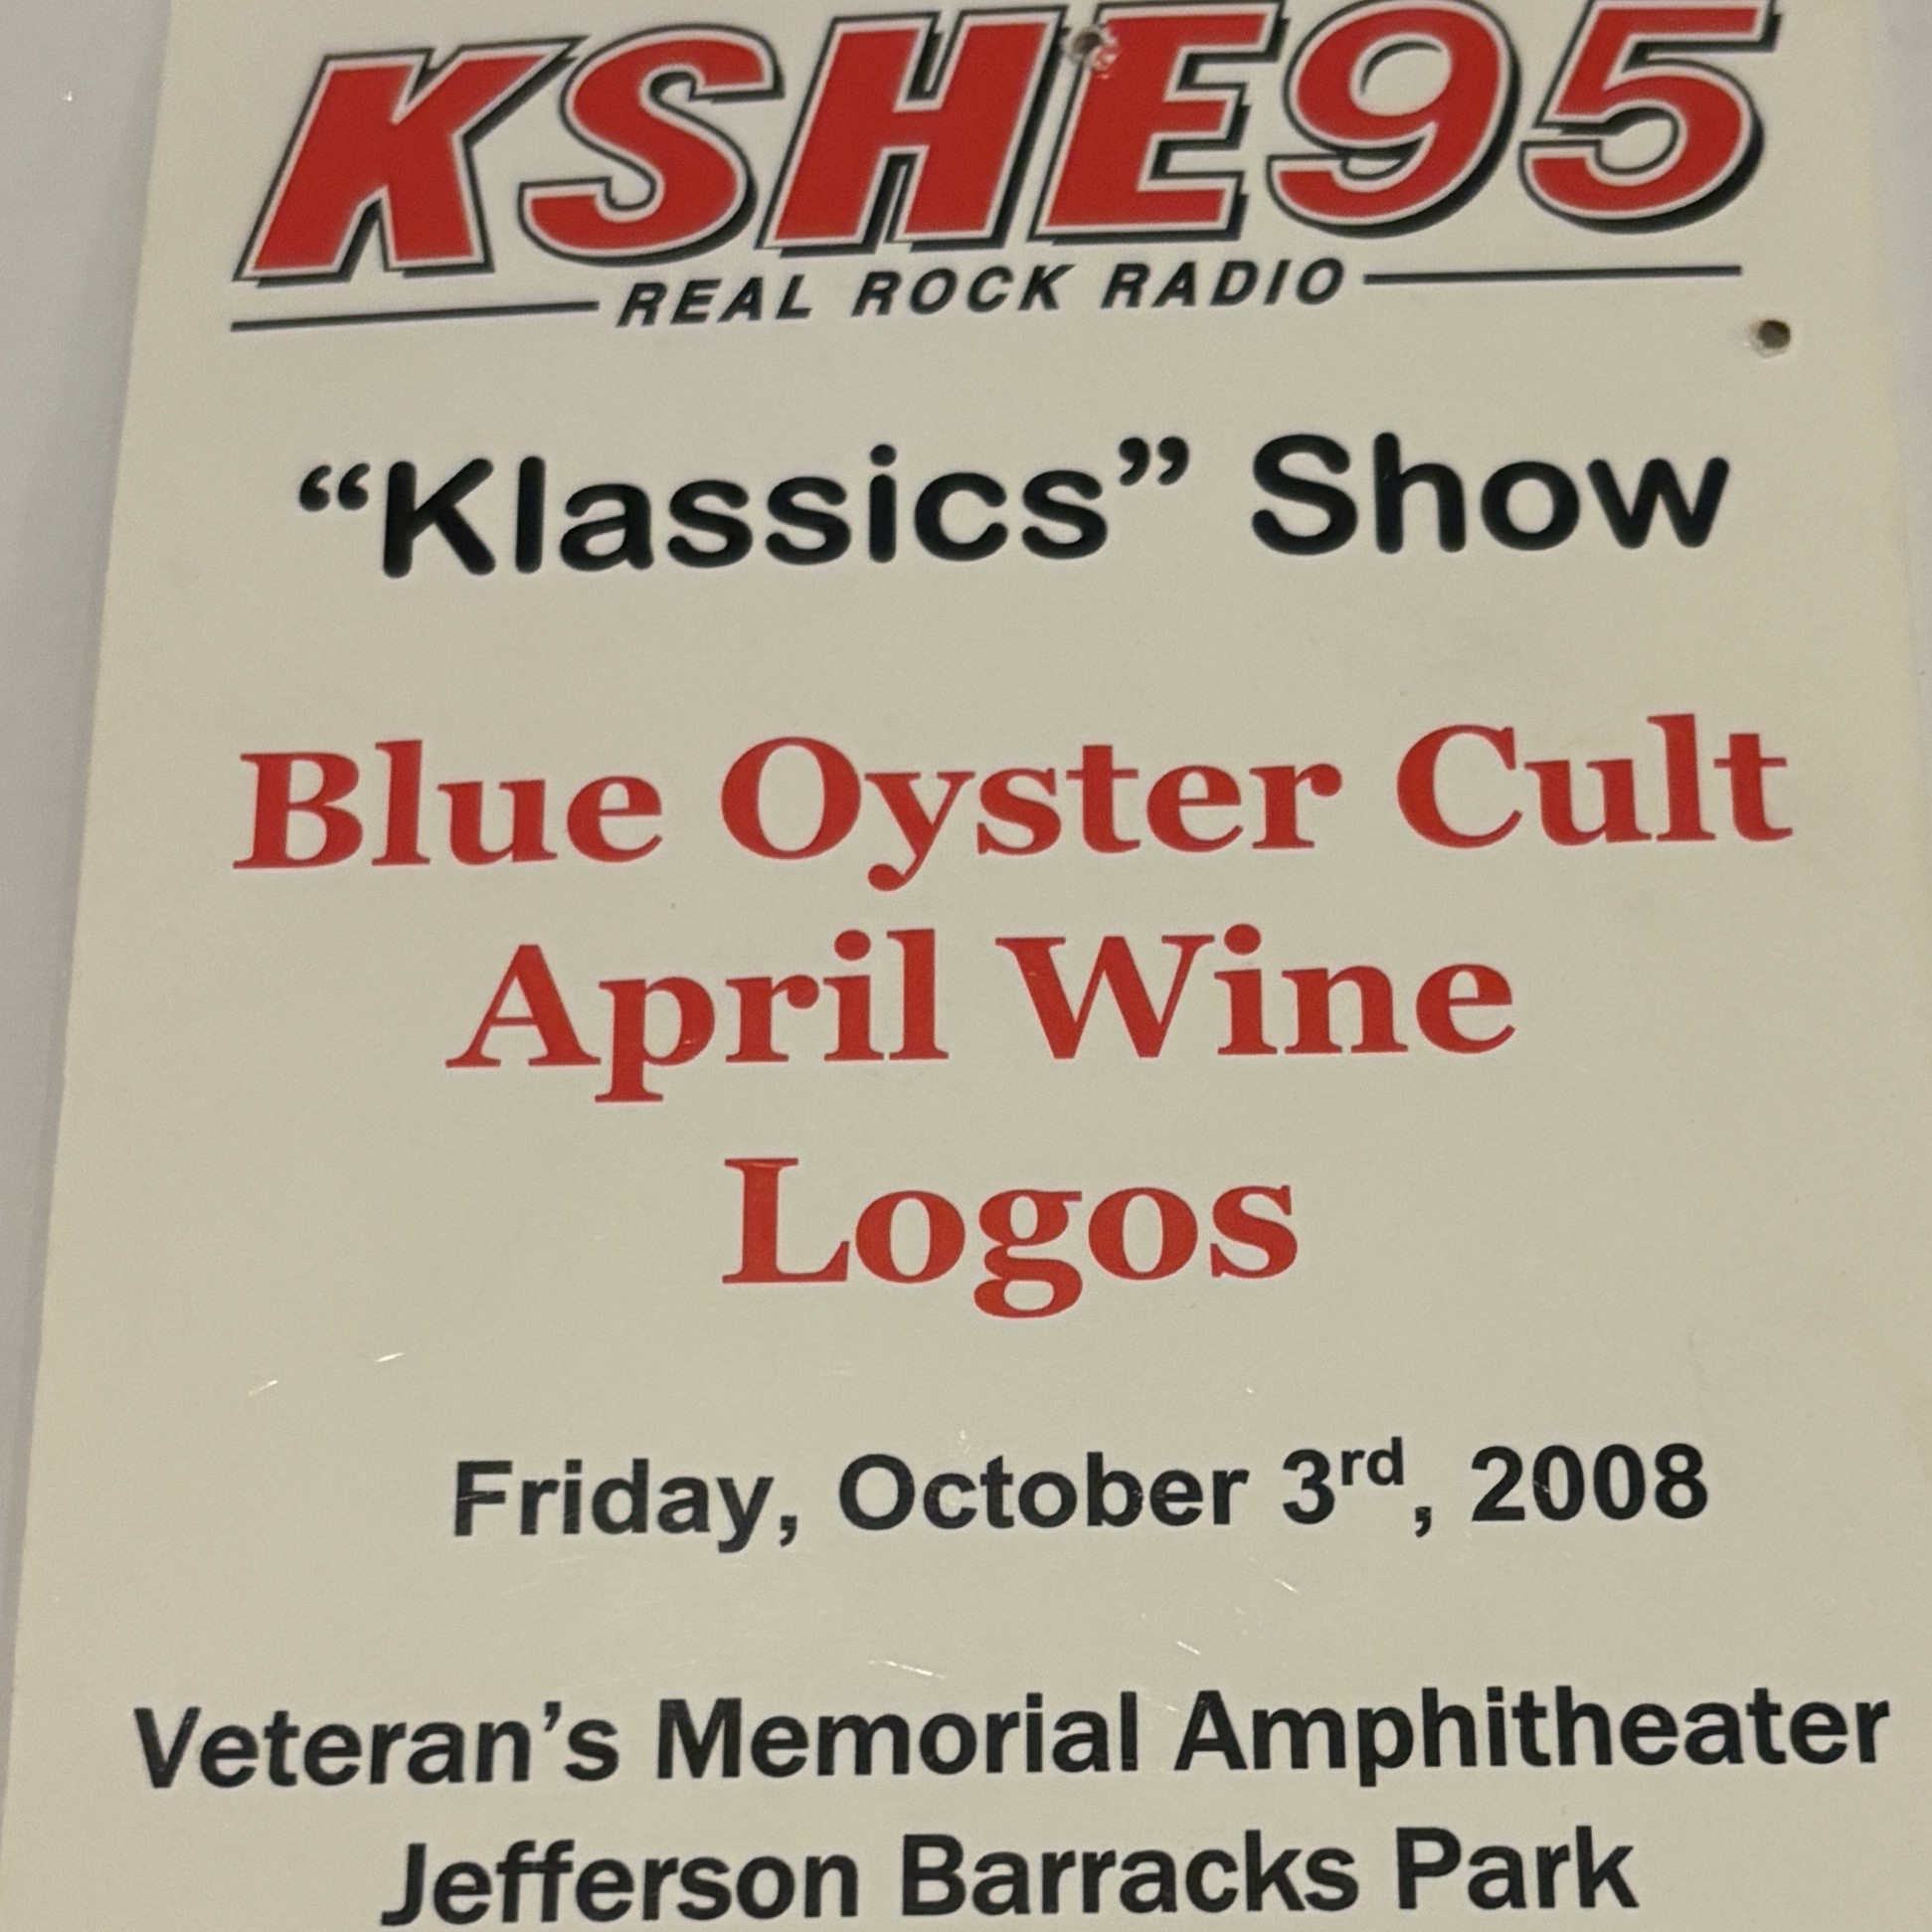 KSHE95
REAL ROCK RADIO
“Klassics” Show
Blue Oyster Cult
April Wine
Logos
Friday, October 3rd, 2008
Veteran’s Memorial Amphitheater
Jefferson Barracks Park